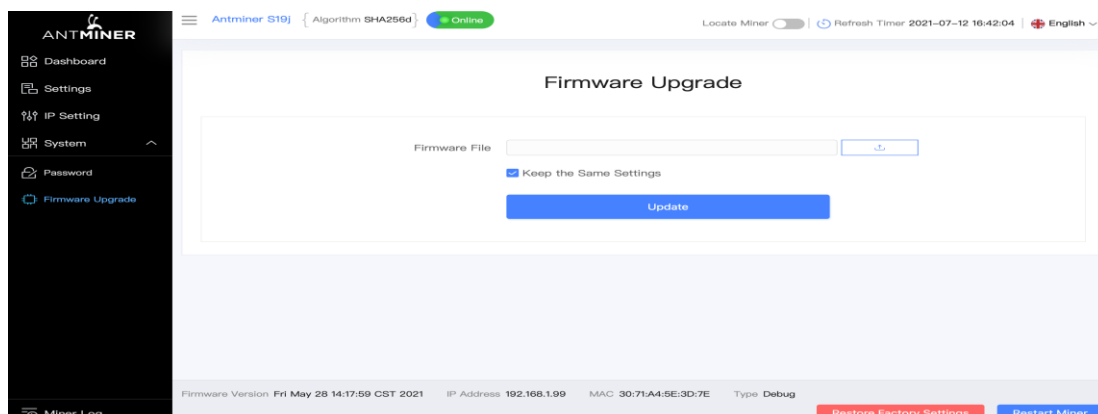 ANTMINER
Antminer S19j { Algorithm SHA256d } Online
Locate Miner Refresh Timer 2021-07-12 16:42:04 English
Dashboard
Settings
IP Setting
System
Password
Firmware Upgrade
Firmware Upgrade
Firmware File
Keep the Same Settings
Update
Firmware Version Fri May 28 14:17:59 CST 2021 IP Address 192.168.1.99 MAC 30:71:A4:5E:3D:7E Type Debug
Miner Log
Restore Factory Settings
Restart Miner